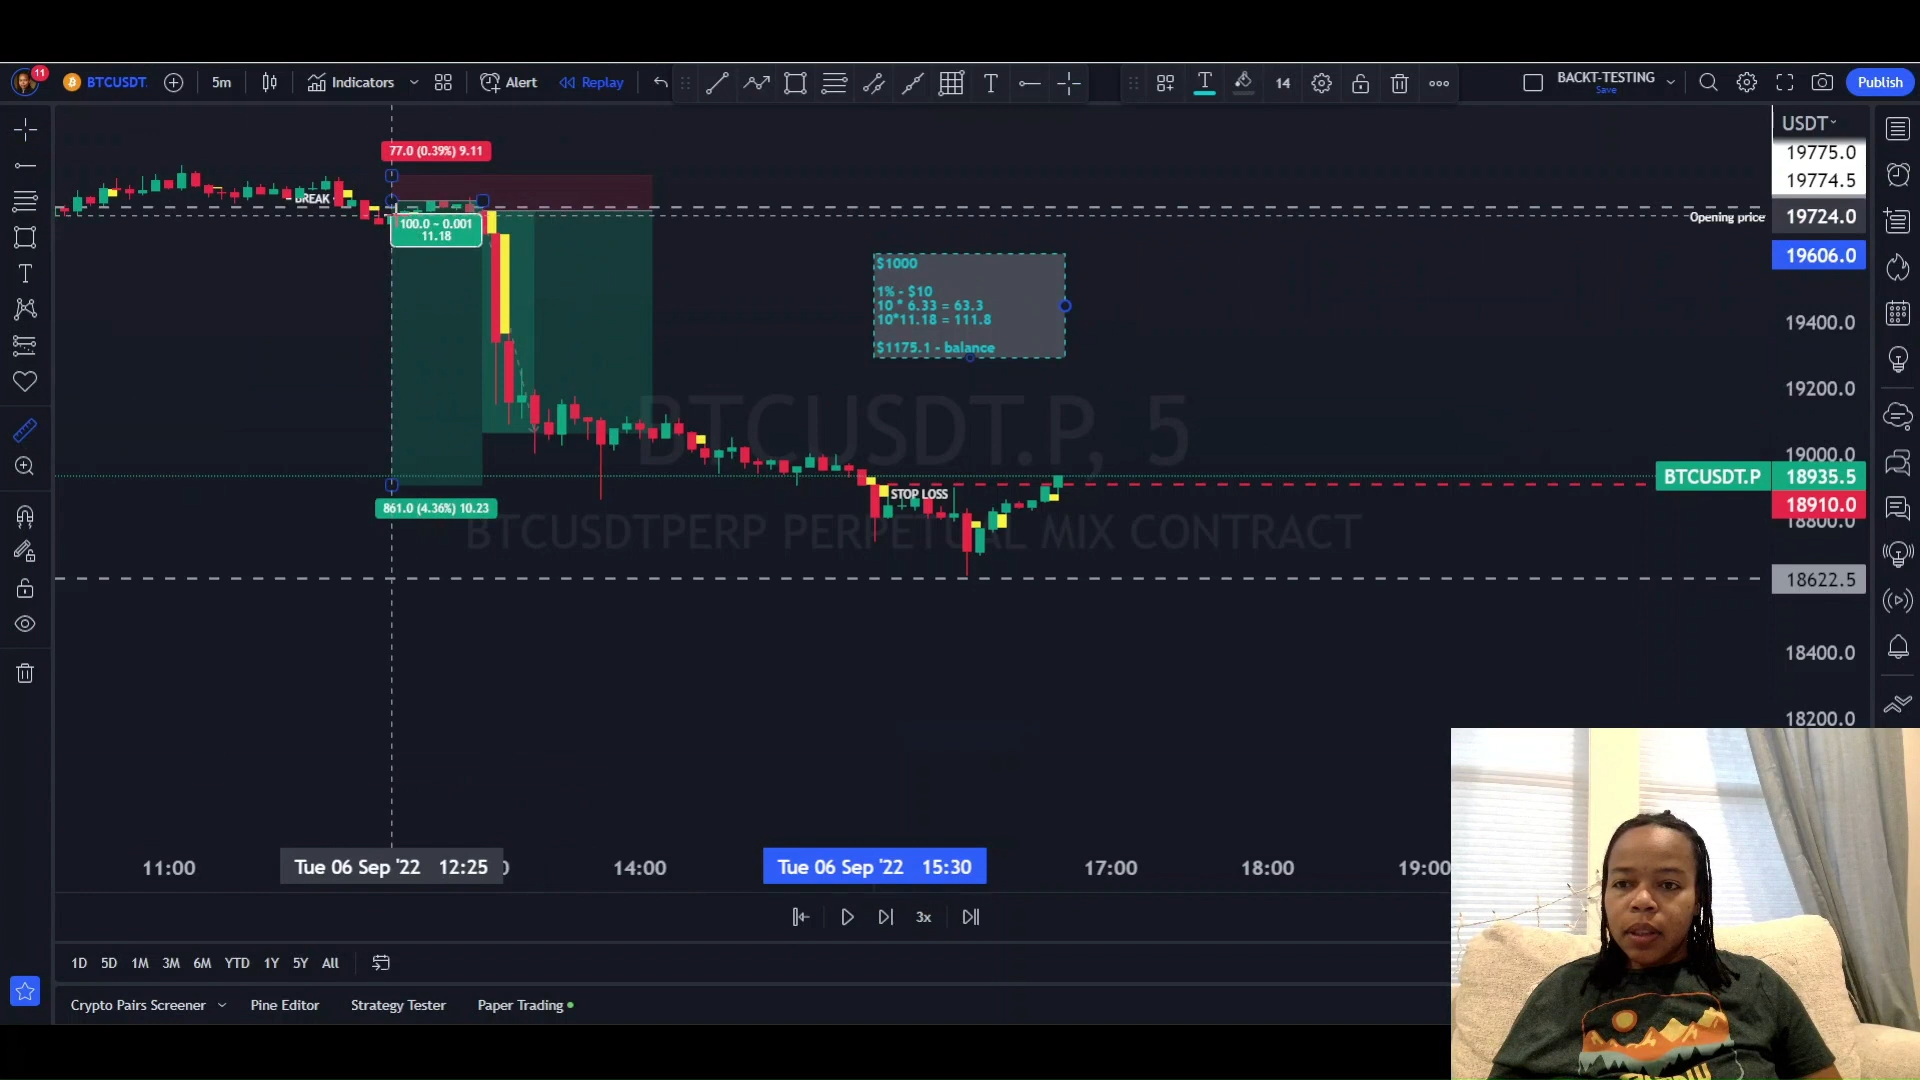 11
BTCUSDT.
5m
Indicators
Alert
Replay
14
BACKT-TESTING
Save
Publish
USDT
19775.0
19774.5
77.0 (0.39%) 9.11
BREAK
Opening price
19724.0
100.0 ~ 0.001
11.18
19606.0
$1000
1% - $10
10 * 6.33 = 63.3
10*11.18 = 111.8
$1175.1 - balance
19400.0
19200.0
BTCUSDT.P, 5
19000.0
BTCUSDT.P
18935.5
STOP LOSS
18910.0
861.0 (4.36%) 10.23
18800.0
BTCUSDTPERP PERPETUAL MIX CONTRACT
18622.5
18400.0
18200.0
11:00
Tue 06 Sep '22 12:25
14:00
Tue 06 Sep '22 15:30
17:00
18:00
19:00
3x
1D 5D 1M 3M 6M YTD 1Y 5Y All
Crypto Pairs Screener
Pine Editor
Strategy Tester
Paper Trading